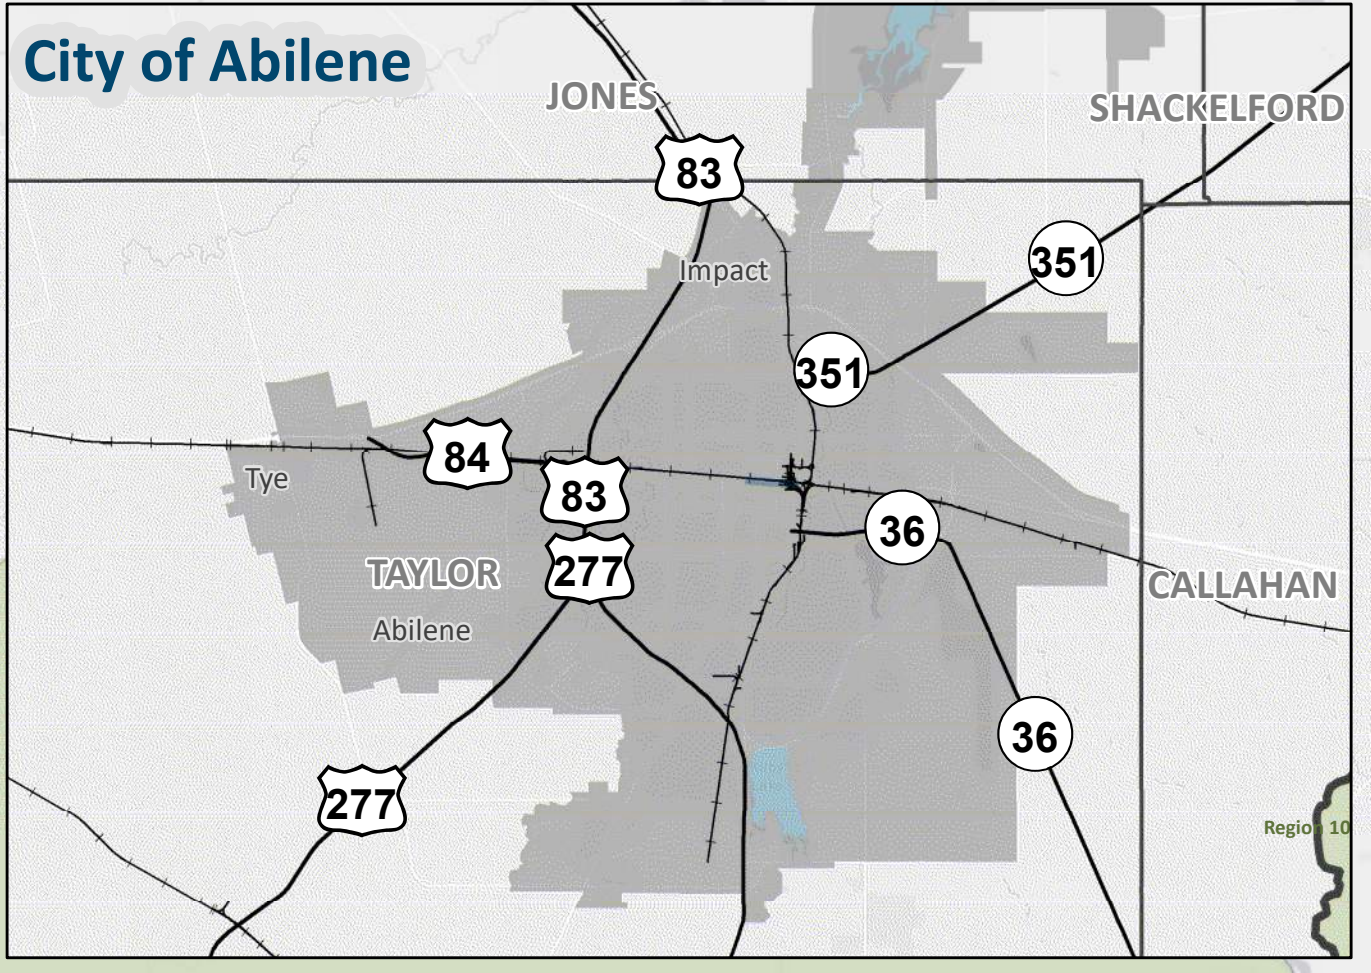 City of Abilene
JONES
SHACKELFORD
83
351
Impact
351
84
Tye
83
36
277
TAYLOR
CALLAHAN
Abilene
36
277
Region 10